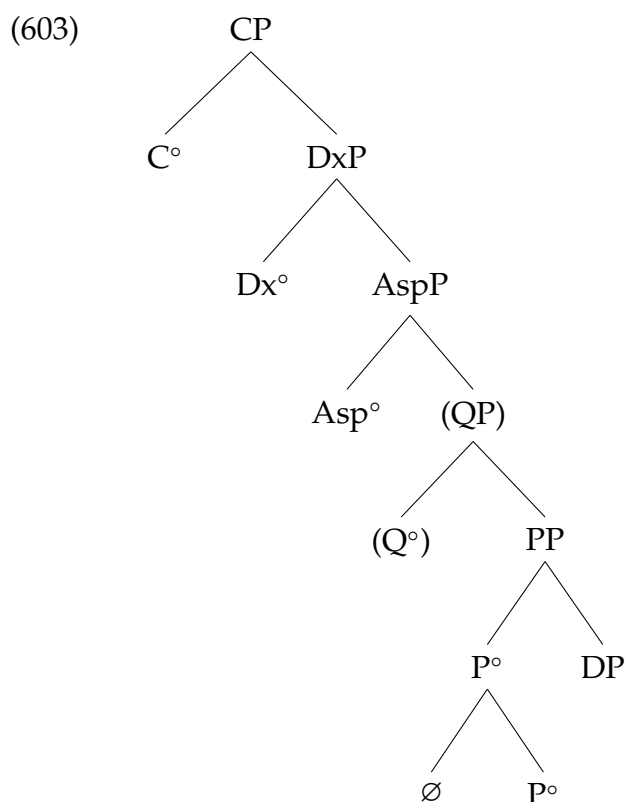 (603) CP
C° DxP
Dx° AspP
Asp° (QP)
(Q°) PP
P° DP
∅ P°